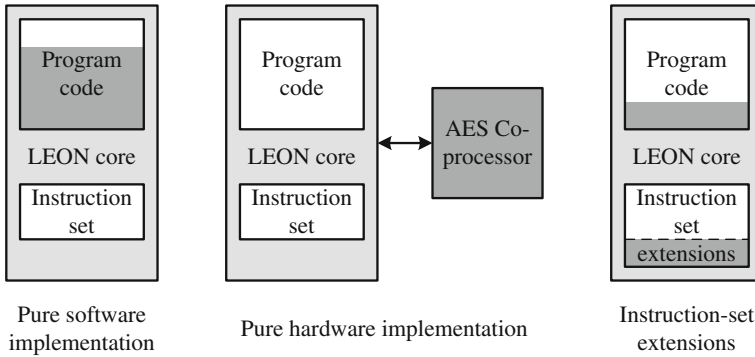 Program
code
LEON core
Instruction
set
Pure software
implementation
Program
code
LEON core
Instruction
set
AES Co-
processor
Pure hardware implementation
Program
code
LEON core
Instruction
set
extensions
Instruction-set
extensions